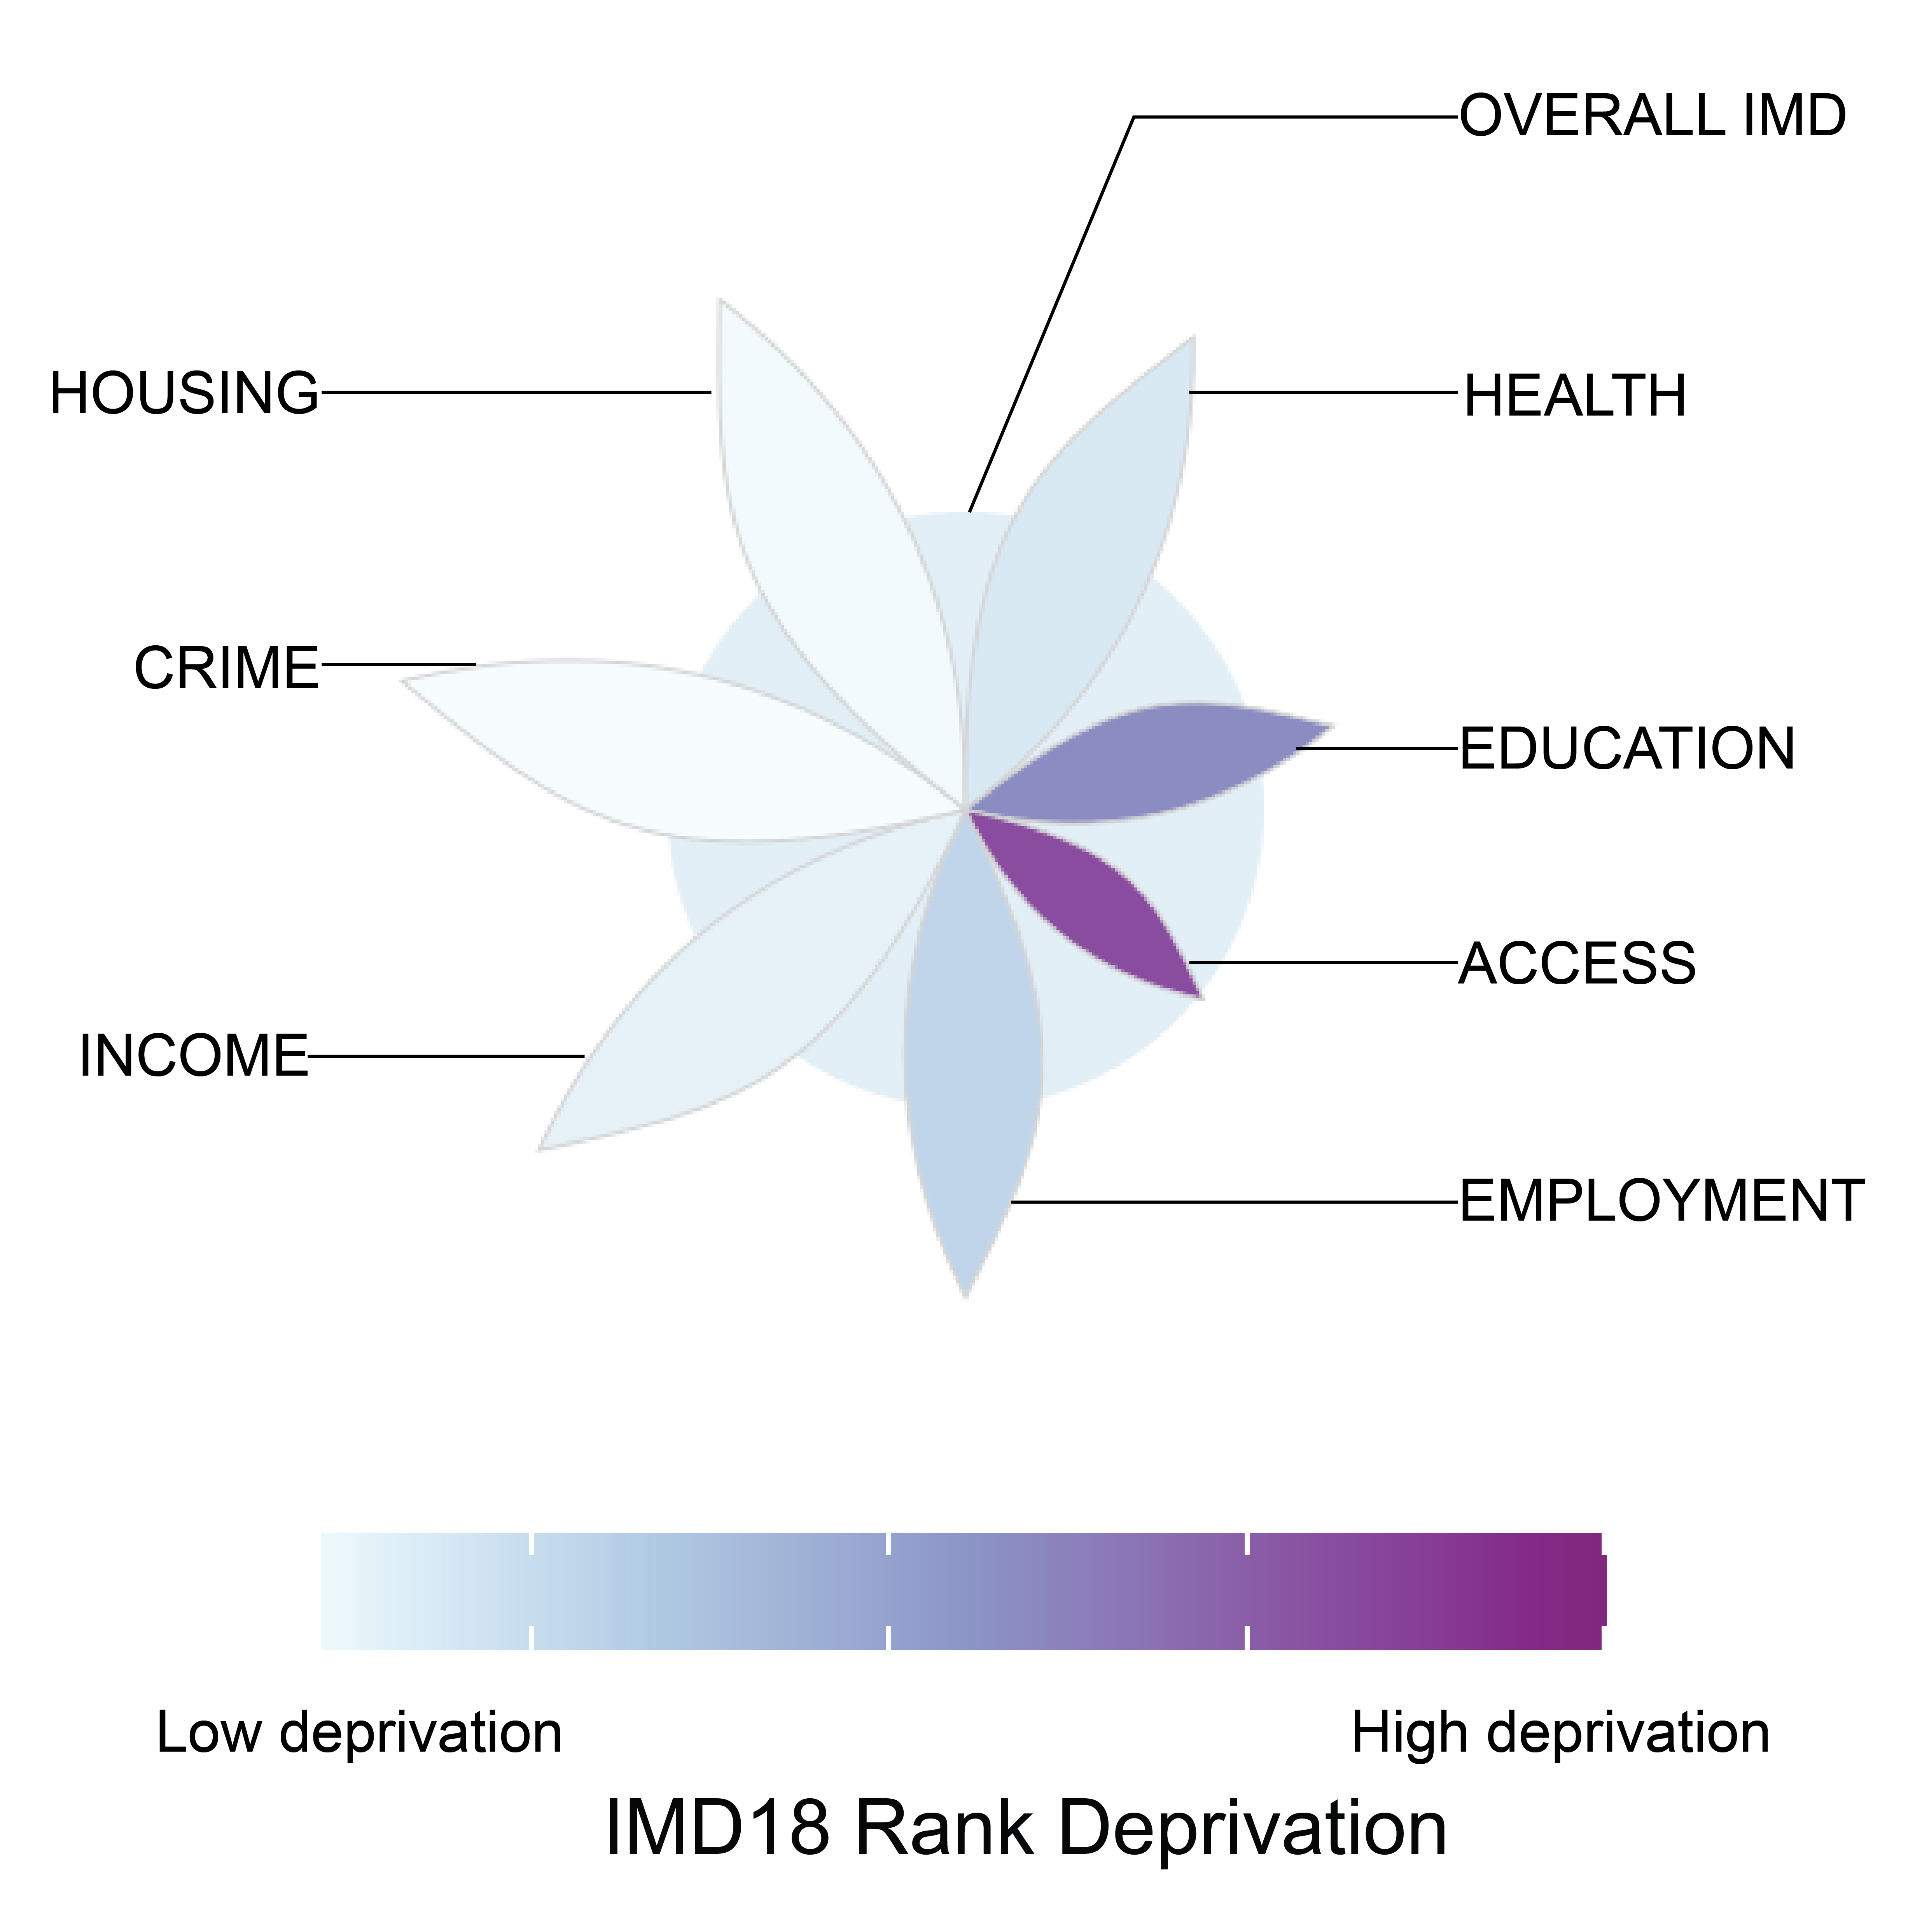 OVERALL IMD
HOUSING
HEALTH
CRIME
EDUCATION
ACCESS
INCOME
EMPLOYMENT
Low deprivation
High deprivation
IMD18 Rank Deprivation